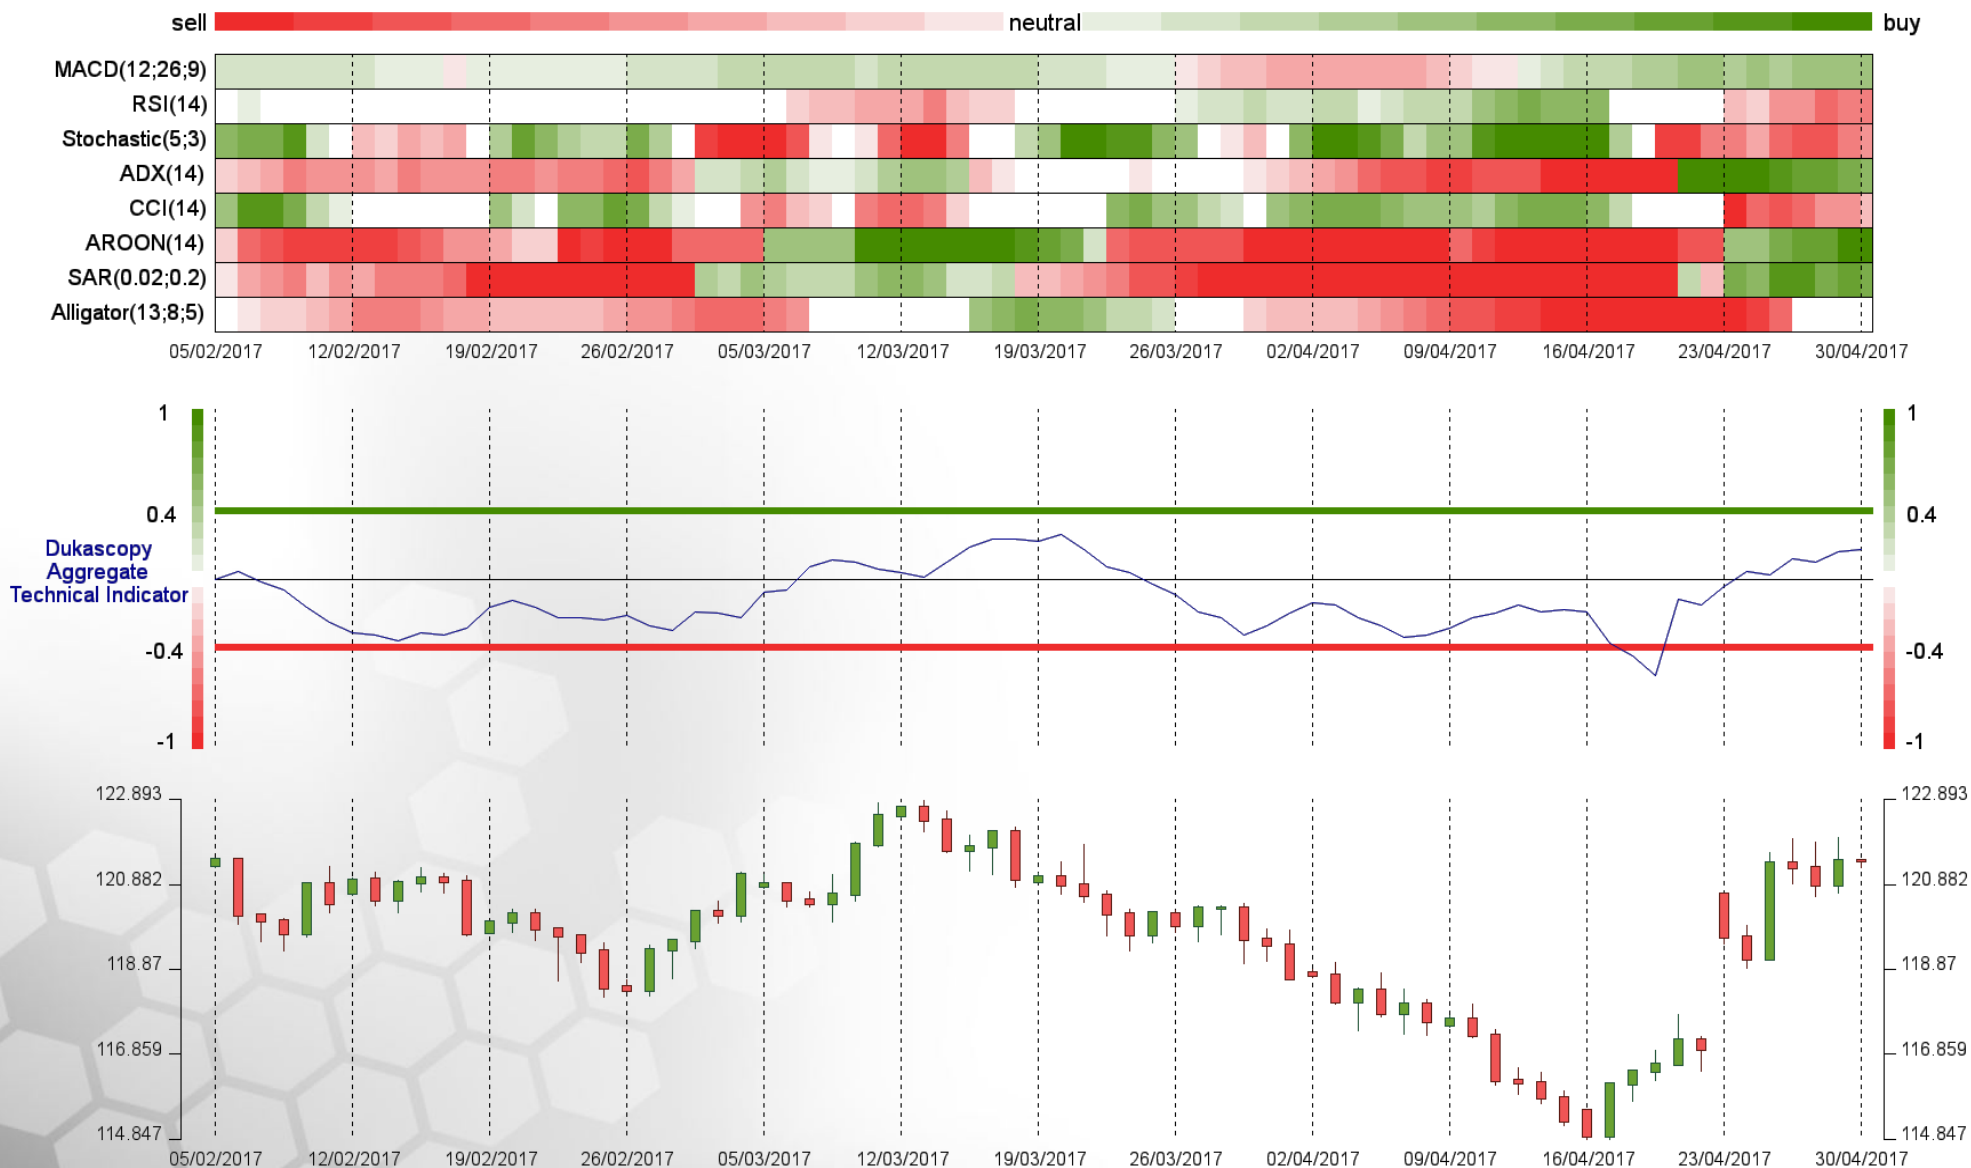 sell neutral buy
MACD(12;26;9)
RSI(14)
Stochastic(5;3)
ADX(14)
CCI(14)
AROON(14)
SAR(0.02;0.2)
Alligator(13;8;5)
05/02/2017 12/02/2017 19/02/2017 26/02/2017 05/03/2017 12/03/2017 19/03/2017 26/03/2017 02/04/2017 09/04/2017 16/04/2017 23/04/2017 30/04/2017
1 1
0.4 0.4
Dukascopy
Aggregate
Technical Indicator
-0.4 -0.4
-1 -1
122.893 122.893
120.882 120.882
118.87 118.87
116.859 116.859
114.847 114.847
05/02/2017 12/02/2017 19/02/2017 26/02/2017 05/03/2017 12/03/2017 19/03/2017 26/03/2017 02/04/2017 09/04/2017 16/04/2017 23/04/2017 30/04/2017